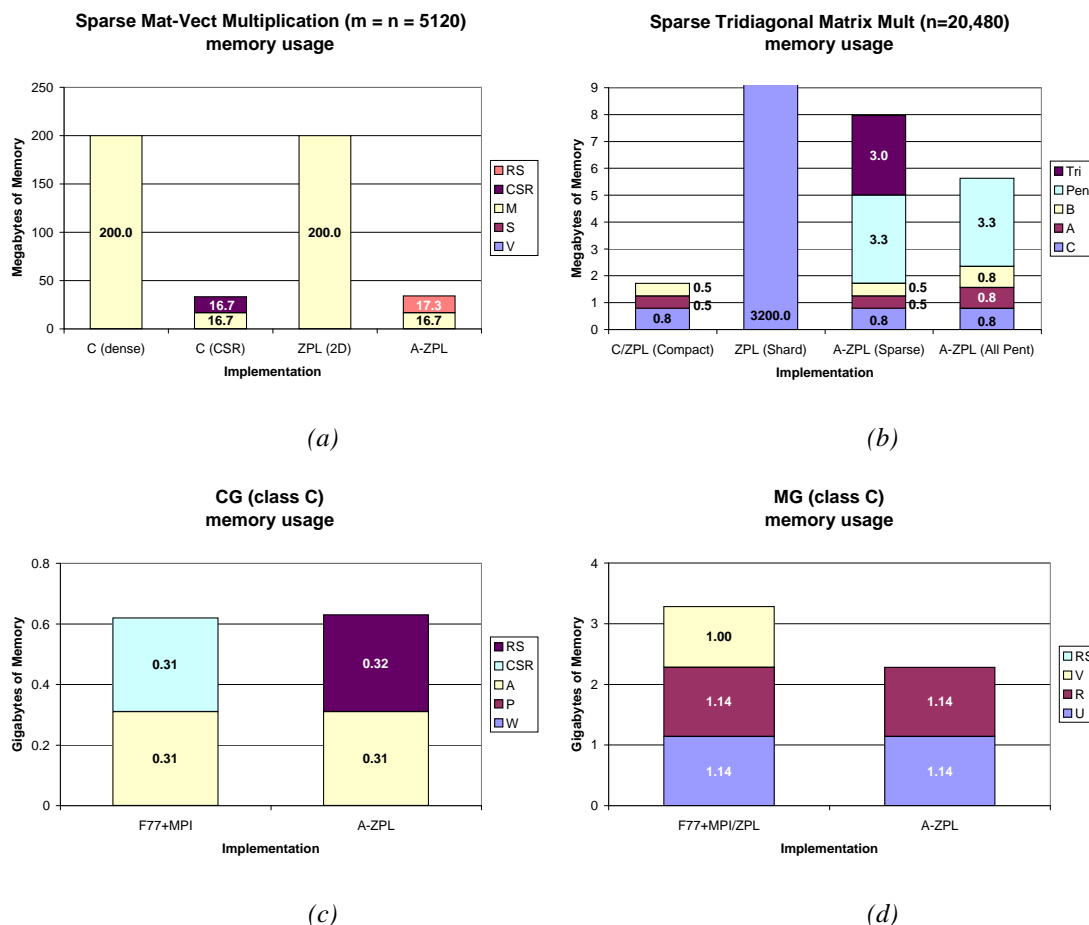 Sparse Mat-Vect Multiplication (m = n = 5120)
memory usage
250
200
150
100
50
0
Megabytes of Memory
200.0
16.7
16.7
200.0
17.3
16.7
C (dense)
C (CSR)
ZPL (2D)
A-ZPL
Implementation
RS
CSR
M
S
V
(a)
Sparse Tridiagonal Matrix Mult (n=20,480)
memory usage
9
8
7
6
5
4
3
2
1
0
Megabytes of Memory
0.5
0.5
0.8
3200.0
3.0
3.3
0.5
0.5
0.8
3.3
0.8
0.8
0.8
C/ZPL (Compact)
ZPL (Shard)
A-ZPL (Sparse)
A-ZPL (All Pent)
Implementation
Tri
Pen
B
A
C
(b)
CG (class C)
memory usage
0.8
0.6
0.4
0.2
0
Gigabytes of Memory
0.31
0.31
0.32
0.31
F77+MPI
A-ZPL
Implementation
RS
CSR
A
P
W
(c)
MG (class C)
memory usage
4
3
2
1
0
Gigabytes of Memory
1.00
1.14
1.14
1.14
1.14
F77+MPI/ZPL
A-ZPL
Implementation
RS
V
R
U
(d)